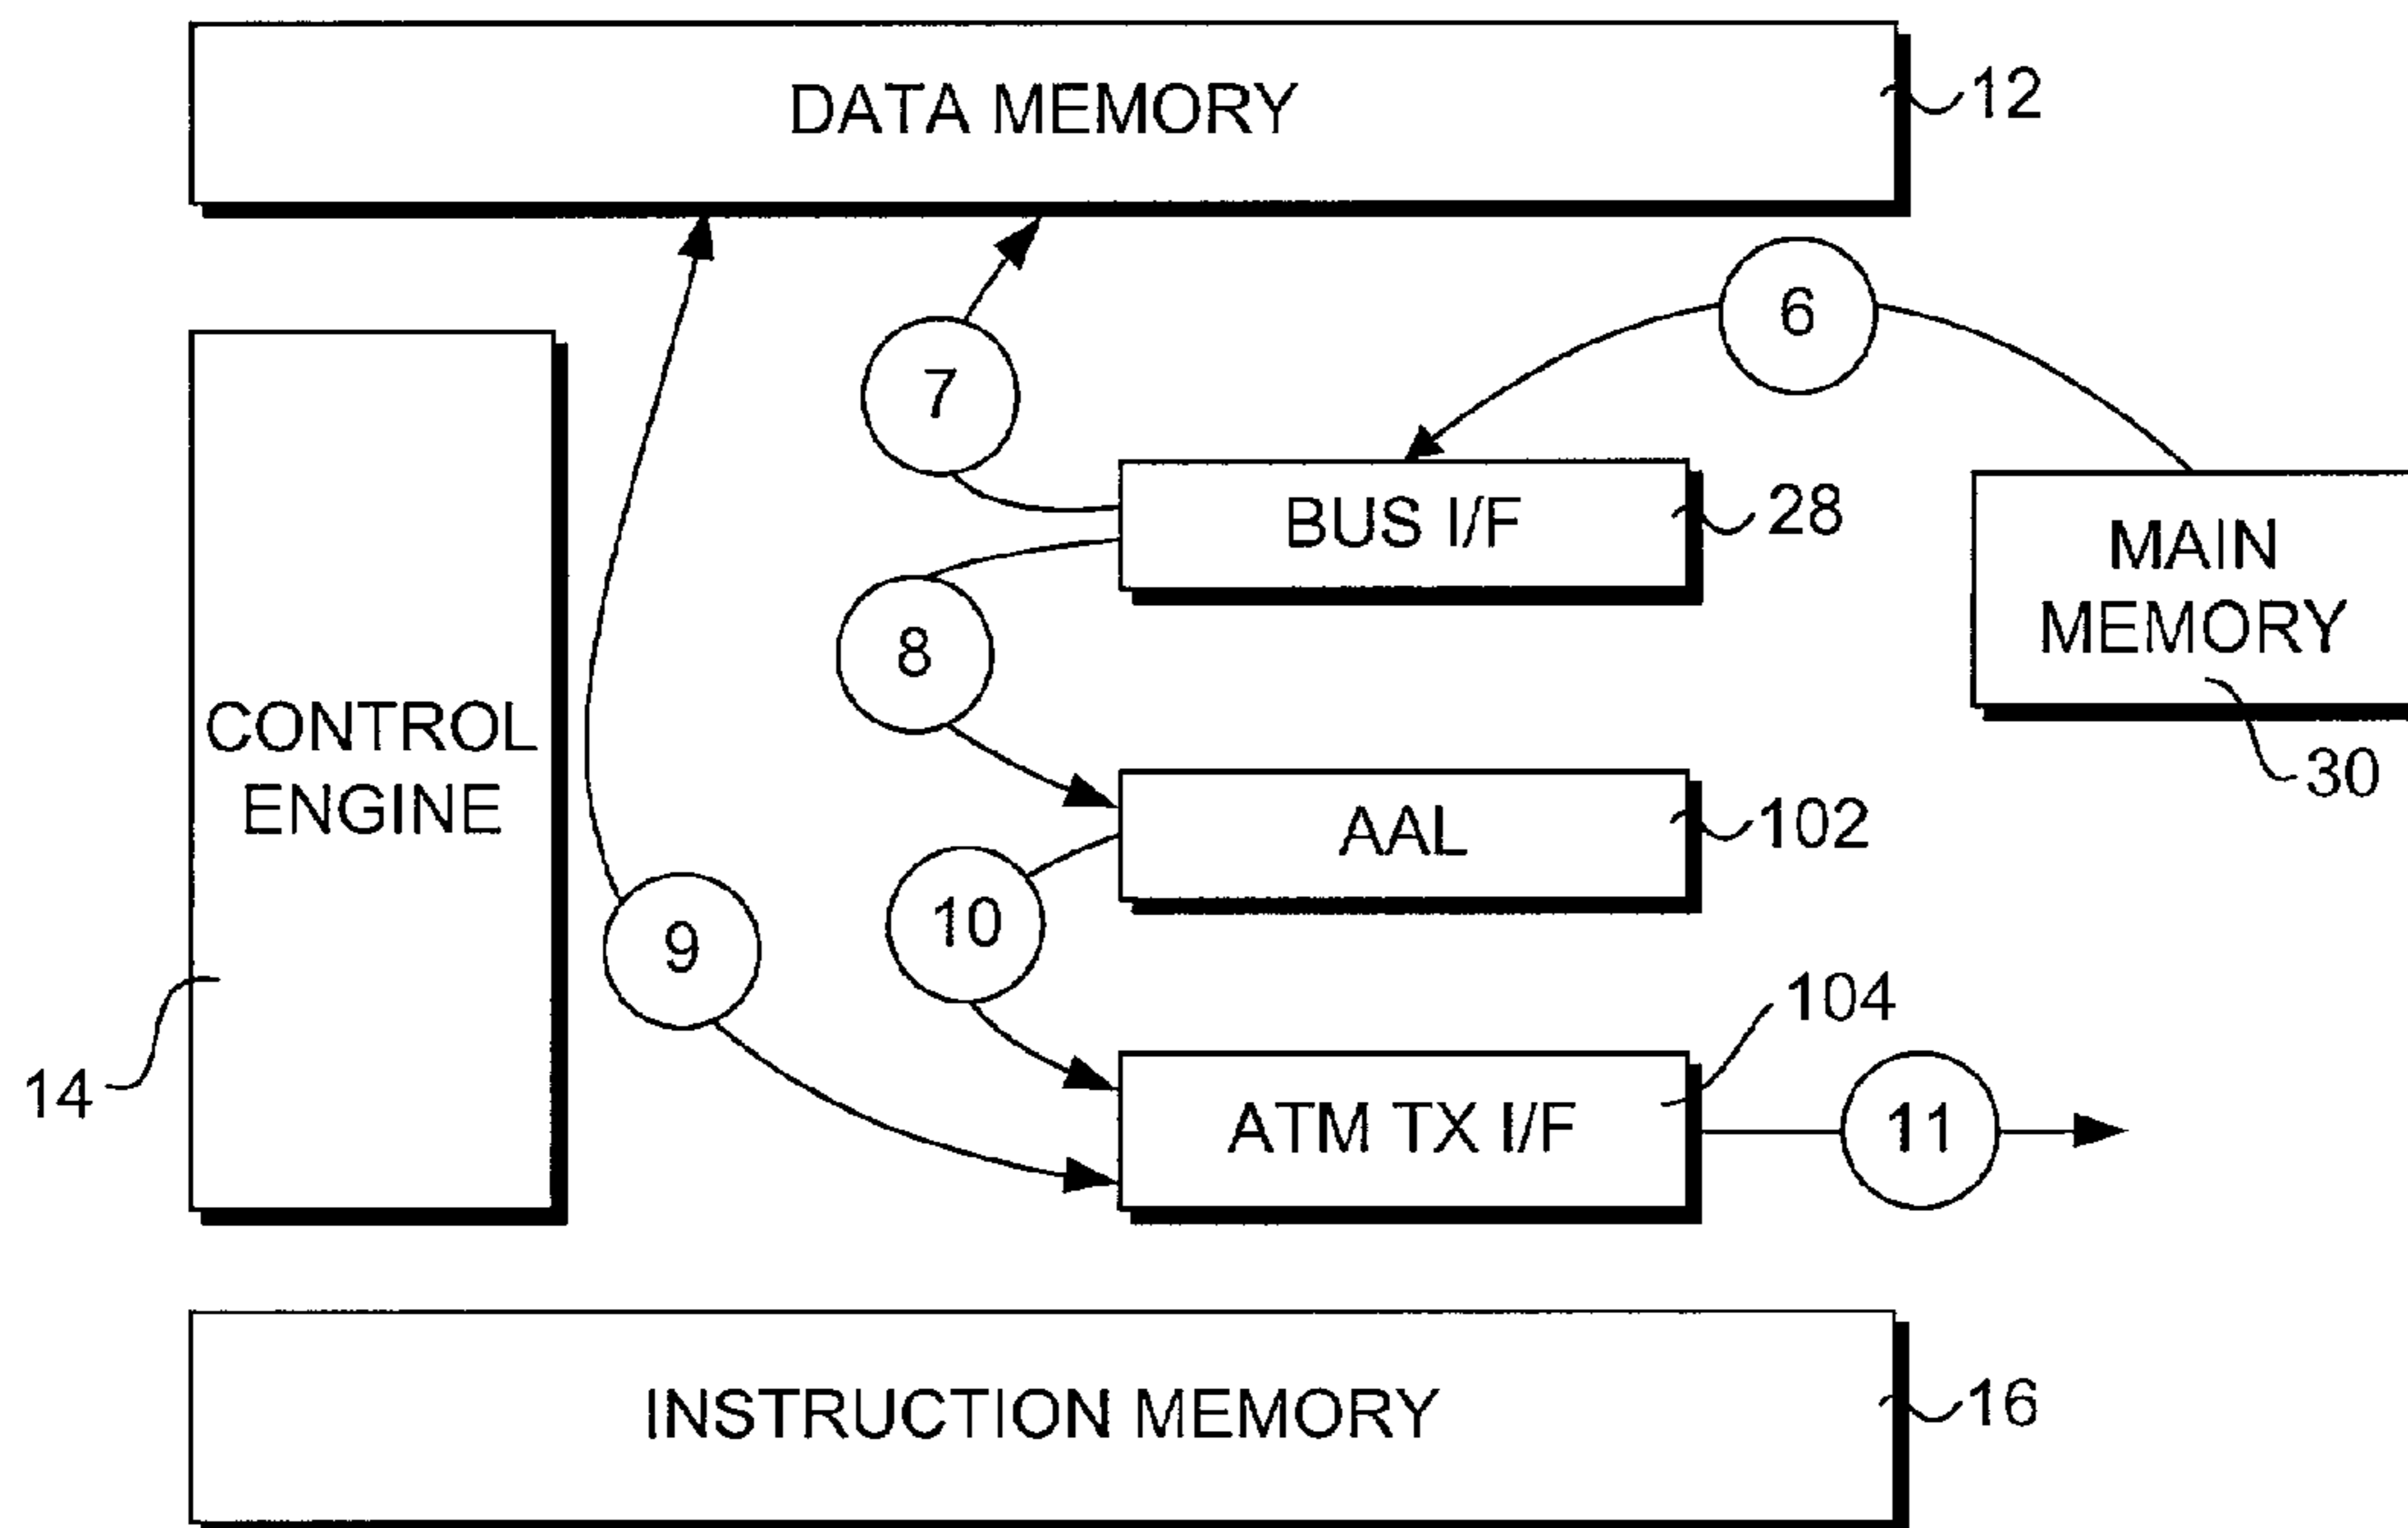 DATA MEMORY
12
6
7
BUS I/F
28
MAIN
MEMORY
30
8
CONTROL
ENGINE
14
AAL
102
10
9
104
ATM TX I/F
11
INSTRUCTION MEMORY
16